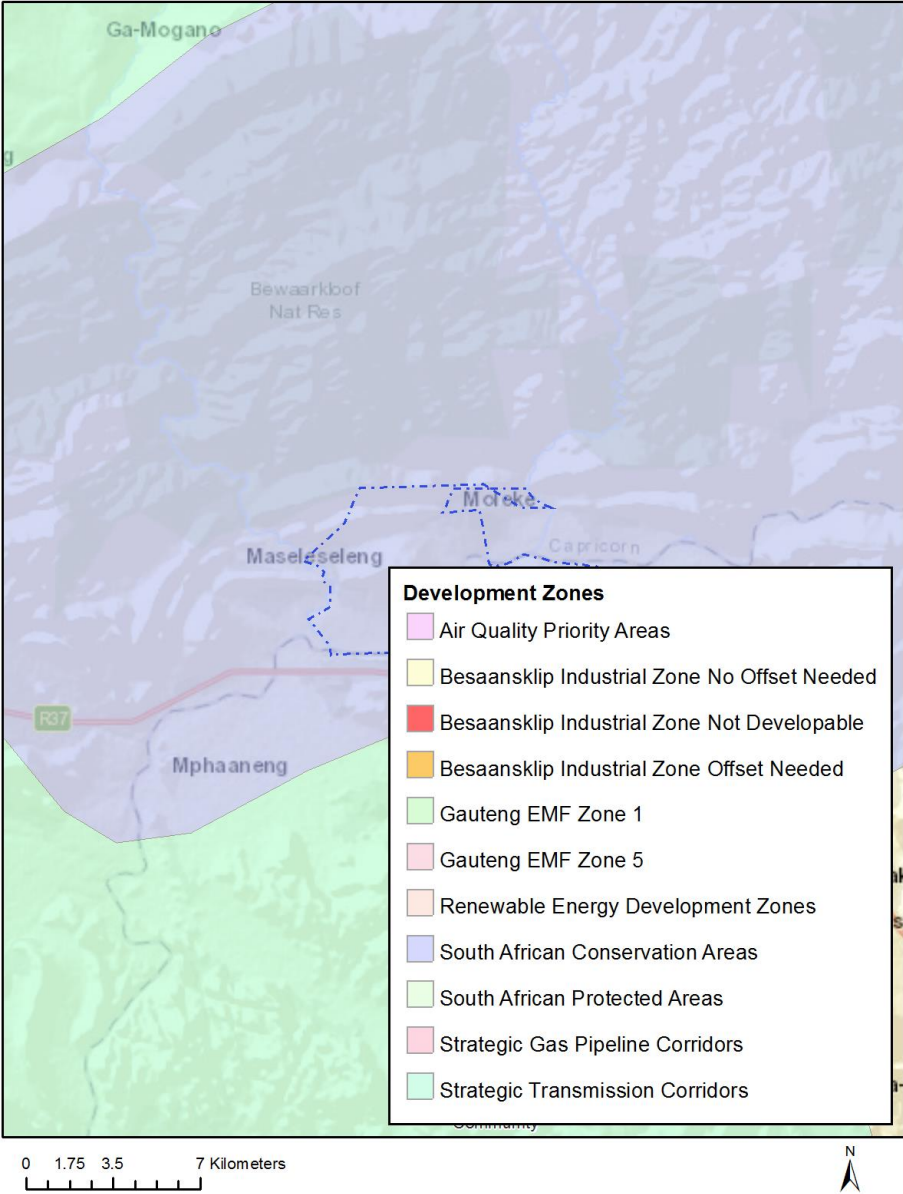 Ga-Mogano
g
Bewaarkloof
Nat Res
Moleke
Maseleseleng
Capricorn
R37
Mphaaneng
Development Zones
Air Quality Priority Areas
Besaansklip Industrial Zone No Offset Needed
Besaansklip Industrial Zone Not Developable
Besaansklip Industrial Zone Offset Needed
Gauteng EMF Zone 1
Gauteng EMF Zone 5
Renewable Energy Development Zones
South African Conservation Areas
South African Protected Areas
Strategic Gas Pipeline Corridors
Strategic Transmission Corridors
0 1.75 3.5 7 Kilometers
N